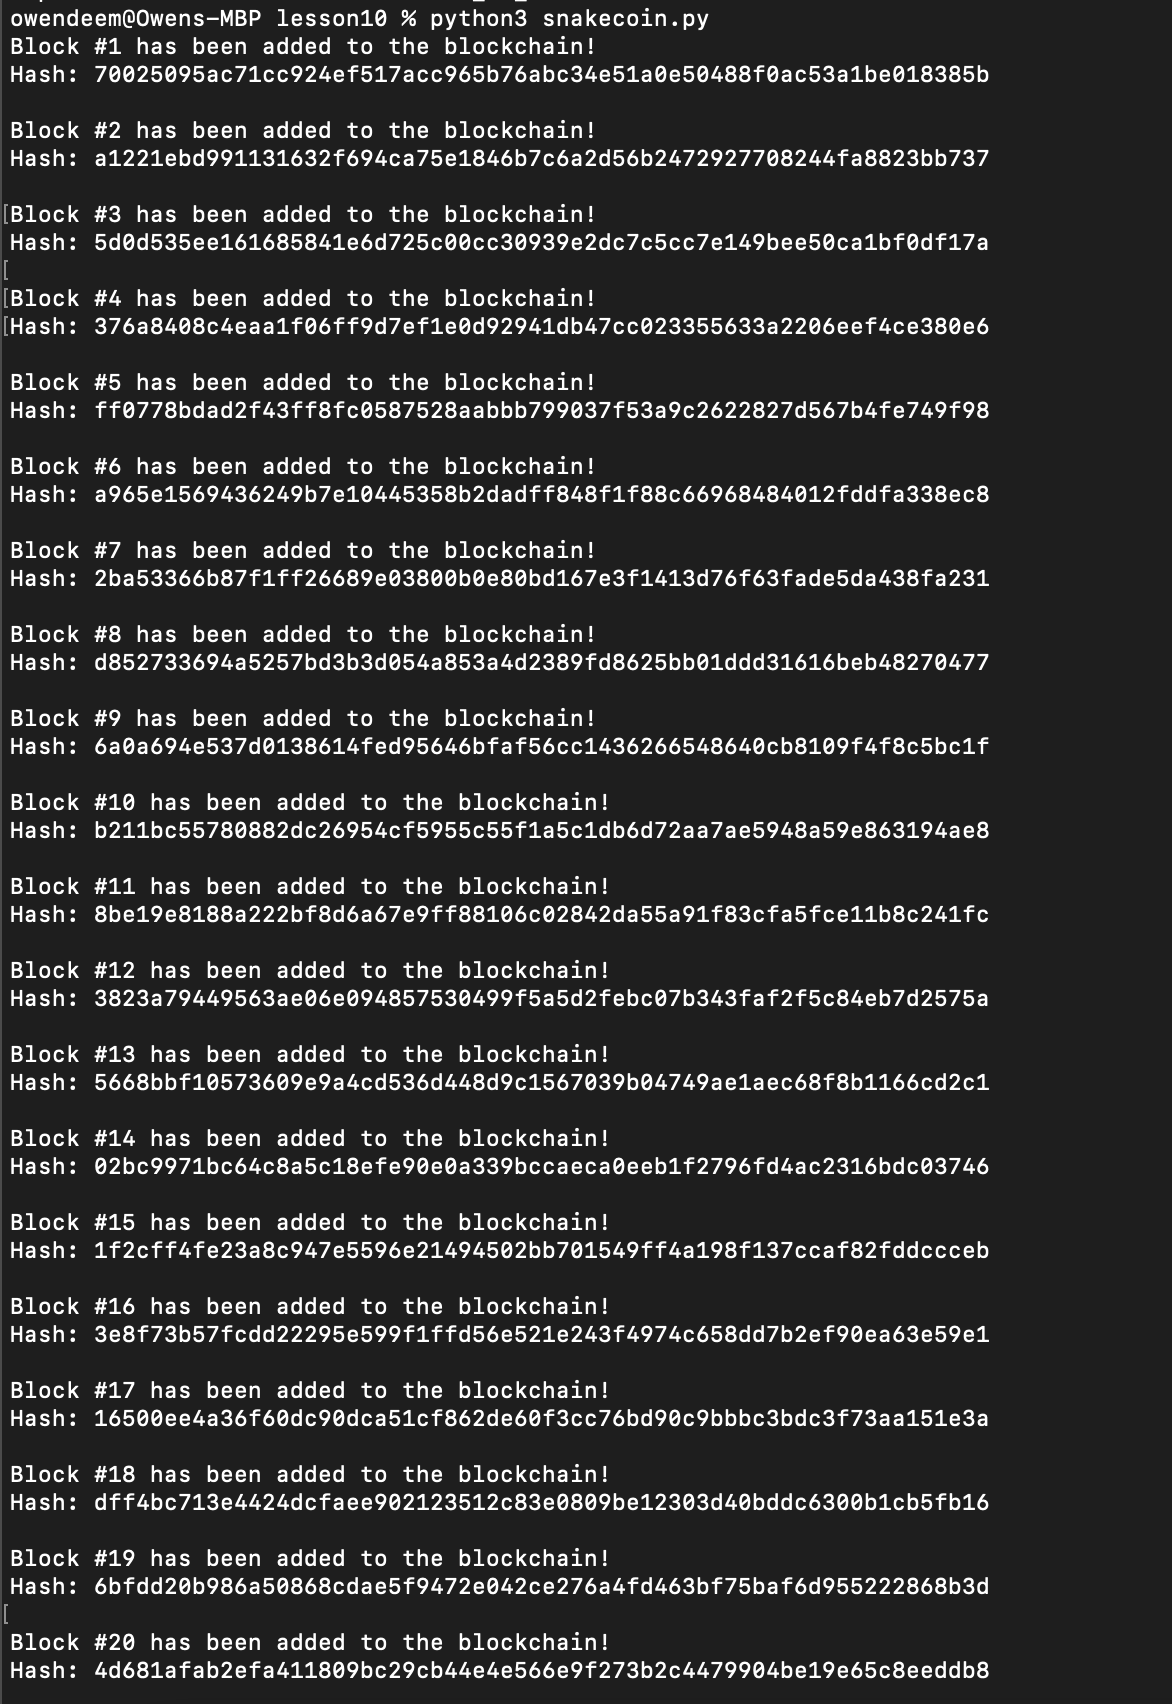 owendeem@Owens-MBP lesson10 % python3 snakecoin.py
Block #1 has been added to the blockchain!
Hash: 70025095ac71cc924ef517acc965b76abc34e51a0e50488f0ac53a1be018385b
Block #2 has been added to the blockchain!
Hash: a1221ebd991131632f694ca75e1846b7c6a2d56b2472927708244fa8823bb737
[Block #3 has been added to the blockchain!
Hash: 5d0d535ee161685841e6d725c00cc30939e2dc7c5cc7e149bee50ca1bf0df17a
[
[Block #4 has been added to the blockchain!
[Hash: 376a8408c4eaa1f06ff9d7ef1e0d92941db47cc023355633a2206eef4ce380e6
Block #5 has been added to the blockchain!
Hash: ff0778bdad2f43ff8fc0587528aabbb799037f53a9c2622827d567b4fe749f98
Block #6 has been added to the blockchain!
Hash: a965e1569436249b7e10445358b2dadff848f1f88c66968484012fddfa338ec8
Block #7 has been added to the blockchain!
Hash: 2ba53366b87f1ff26689e03800b0e80bd167e3f1413d76f63fade5da438fa231
Block #8 has been added to the blockchain!
Hash: d852733694a5257bd3b3d054a853a4d2389fd8625bb01ddd31616beb48270477
Block #9 has been added to the blockchain!
Hash: 6a0a694e537d0138614fed95646bfaf56cc1436266548640cb8109f4f8c5bc1f
Block #10 has been added to the blockchain!
Hash: b211bc55780882dc26954cf5955c55f1a5c1db6d72aa7ae5948a59e863194ae8
Block #11 has been added to the blockchain!
Hash: 8be19e8188a222bf8d6a67e9ff88106c02842da55a91f83cfa5fce11b8c241fc
Block #12 has been added to the blockchain!
Hash: 3823a79449563ae06e094857530499f5a5d2febc07b343faf2f5c84eb7d2575a
Block #13 has been added to the blockchain!
Hash: 5668bbf10573609e9a4cd536d448d9c1567039b04749ae1aec68f8b1166cd2c1
Block #14 has been added to the blockchain!
Hash: 02bc9971bc64c8a5c18efe90e0a339bccaeca0eeb1f2796fd4ac2316bdc03746
Block #15 has been added to the blockchain!
Hash: 1f2cff4fe23a8c947e5596e21494502bb701549ff4a198f137ccaf82fddccceb
Block #16 has been added to the blockchain!
Hash: 3e8f73b57fcdd22295e599f1ffd56e521e243f4974c658dd7b2ef90ea63e59e1
Block #17 has been added to the blockchain!
Hash: 16500ee4a36f60dc90dca51cf862de60f3cc76bd90c9bbbc3bdc3f73aa151e3a
Block #18 has been added to the blockchain!
Hash: dff4bc713e4424dcfaee902123512c83e0809be12303d40bddc6300b1cb5fb16
Block #19 has been added to the blockchain!
Hash: 6bfdd20b986a50868cdae5f9472e042ce276a4fd463bf75baf6d955222868b3d
[
Block #20 has been added to the blockchain!
Hash: 4d681afab2efa411809bc29cb44e4e566e9f273b2c4479904be19e65c8eeddb8